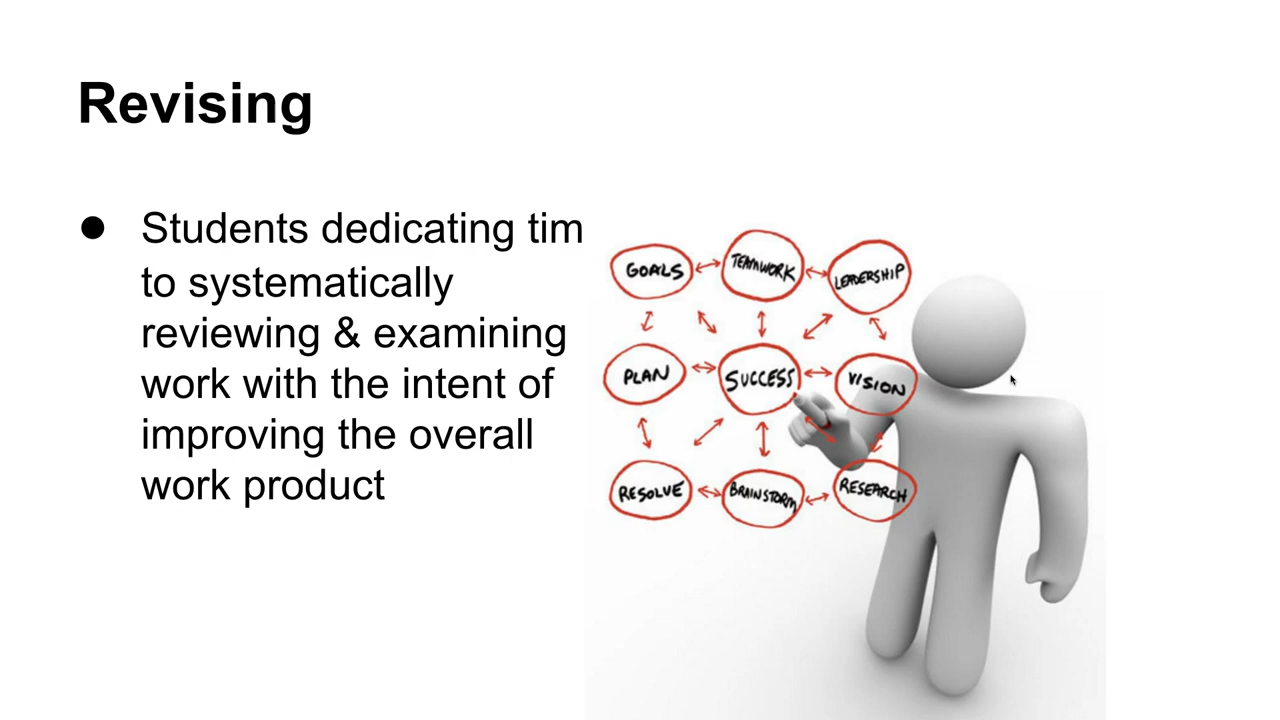 Revising
● Students dedicating tim
to systematically
reviewing & examining
work with the intent of
improving the overall
work product
GOALS TEAMWORK LEADERSHIP
PLAN SUCCESS VISION
RESOLVE BRAINSTORM RESEARCH